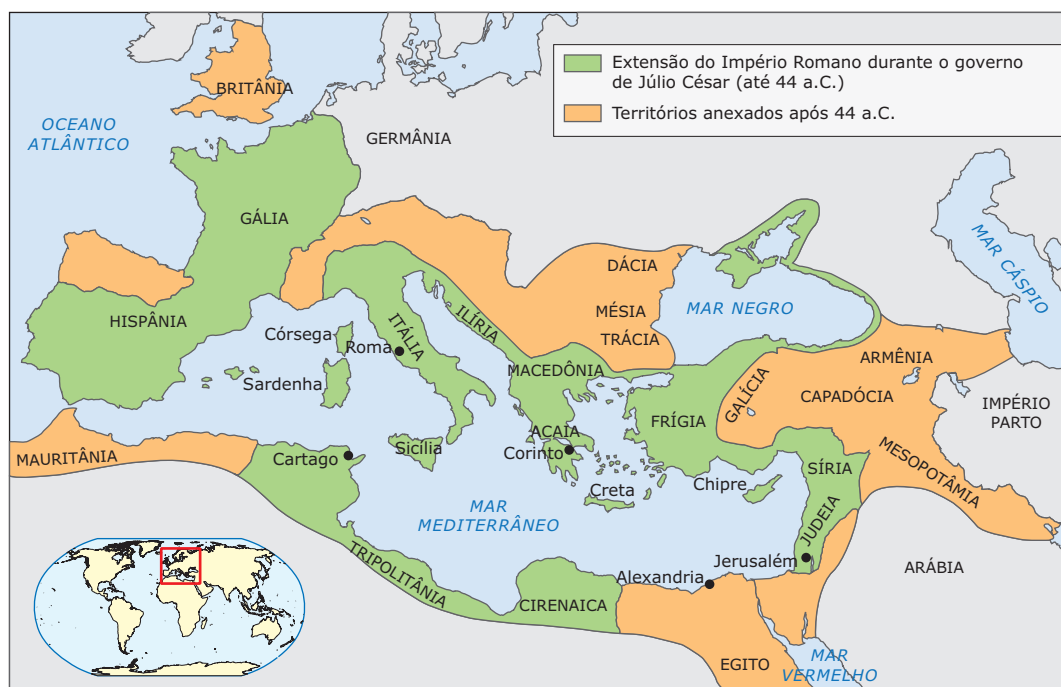 Extensão do Império Romano durante o governo
de Júlio César (até 44 a.C.)
Territórios anexados após 44 a.C.
BRITÂNIA
OCEANO
ATLÂNTICO
GERMÂNIA
GÁLIA
MAR CÁSPIO
DÁCIA
HISPÂNIA
MÉSIA
MAR NEGRO
TRÁCIA
ILÍRIA
ITÁLIA
Córsega
Roma
Sardenha
MACEDÔNIA
ARMÊNIA
GALÍCIA
CAPADÓCIA
IMPÉRIO
PARTO
FRÍGIA
ACAIA
Corinto
MAURITÂNIA
Cartago
Sicília
SÍRIA
MESOPOTÂMIA
Creta
Chipre
MAR
MEDITERRÂNEO
JUDEIA
Jerusalém
TRIPOLITÂNIA
Alexandria
ARÁBIA
CIRENAICA
EGITO
MAR
VERMELHO